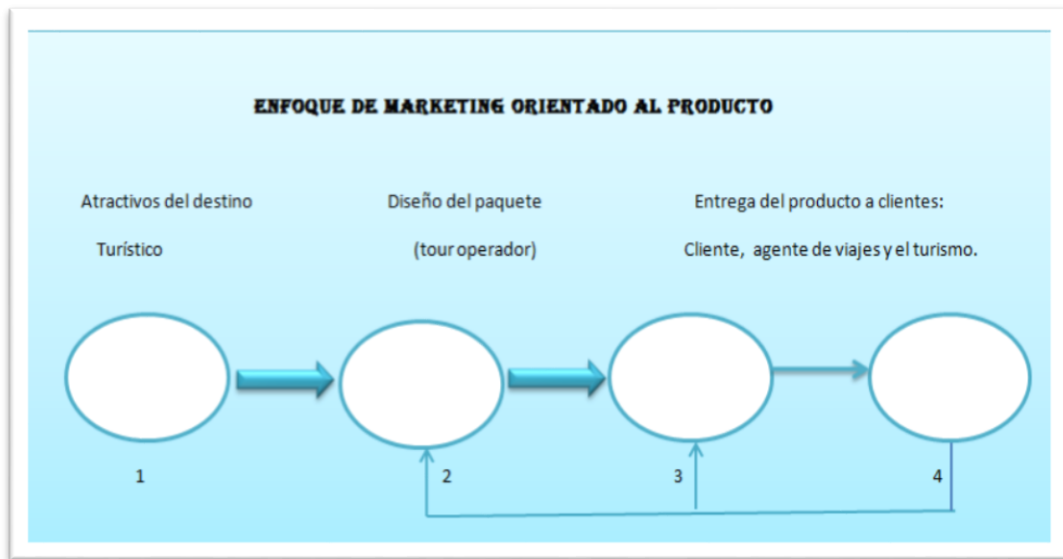 ENFOQUE DE MARKETING ORIENTADO AL PRODUCTO
Atractivos del destino
Turístico
Diseño del paquete
(tour operador)
Entrega del producto a clientes:
Cliente, agente de viajes y el turismo.
1
2
3
4